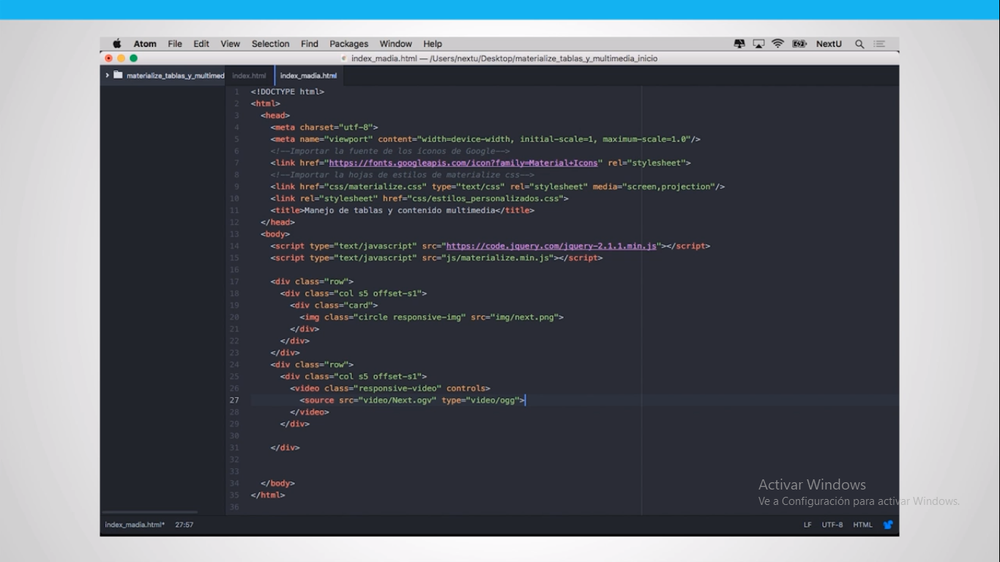 Atom File Edit View Selection Find Packages Window Help NextU
index_madia.html — /Users/nextu/Desktop/materialize_tablas_y_multimedia_inicio
materialize_tablas_y_multimed index.html index_madia.html
1 <!DOCTYPE html>
2 <html>
3 <head>
4 <meta charset="utf-8">
5 <meta name="viewport" content="width=device-width, initial-scale=1, maximum-scale=1.0"/>
6 <!--Importar la fuente de los íconos de Google-->
7 <link href="https://fonts.googleapis.com/icon?family=Material+Icons" rel="stylesheet">
8 <!--Importar la hojas de estilos de materialize css-->
9 <link href="css/materialize.css" type="text/css" rel="stylesheet" media="screen,projection"/>
10 <link rel="stylesheet" href="css/estilos_personalizados.css">
11 <title>Manejo de tablas y contenido multimedia</title>
12 </head>
13 <body>
14 <script type="text/javascript" src="https://code.jquery.com/jquery-2.1.1.min.js"></script>
15 <script type="text/javascript" src="js/materialize.min.js"></script>
16
17 <div class="row">
18 <div class="col s5 offset-s1">
19 <div class="card">
20 <img class="circle responsive-img" src="img/next.png">
21 </div>
22 </div>
23 </div>
24 <div class="row">
25 <div class="col s5 offset-s1">
26 <video class="responsive-video" controls>
27 <source src="video/Next.ogv" type="video/ogg">
28 </video>
29 </div>
30
31 </div>
32
33
34 </body>
35 </html>
36
Activar Windows
Ve a Configuración para activar Windows.
index_madia.html* 27:57 LF UTF-8 HTML